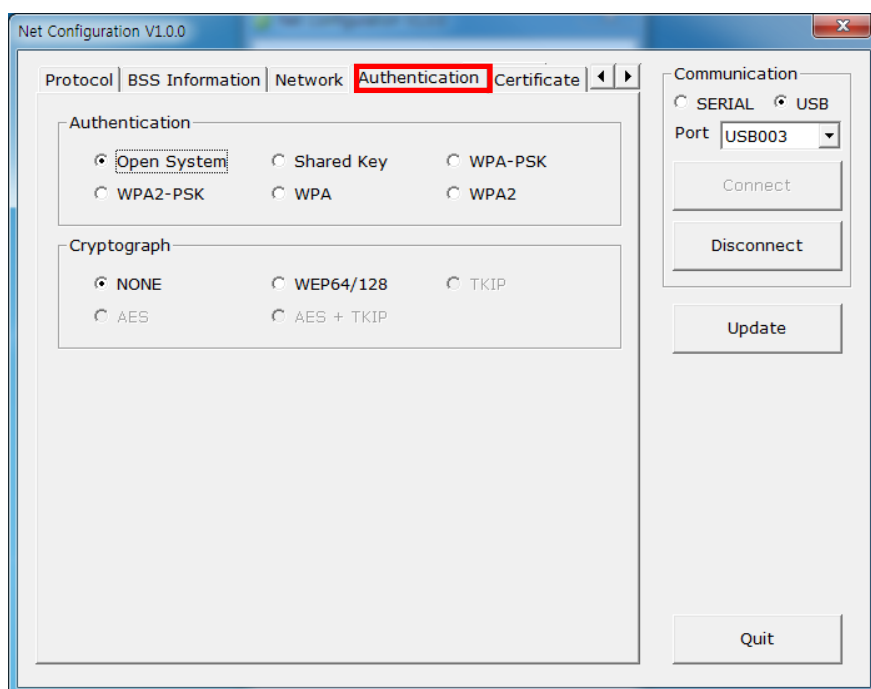 Net Configuration V1.0.0
Protocol BSS Information Network Authentication Certificate
Authentication
Open System Shared Key WPA-PSK
WPA2-PSK WPA WPA2
Cryptograph
NONE WEP64/128 TKIP
AES AES + TKIP
Communication
SERIAL USB
Port USB003
Connect
Disconnect
Update
Quit